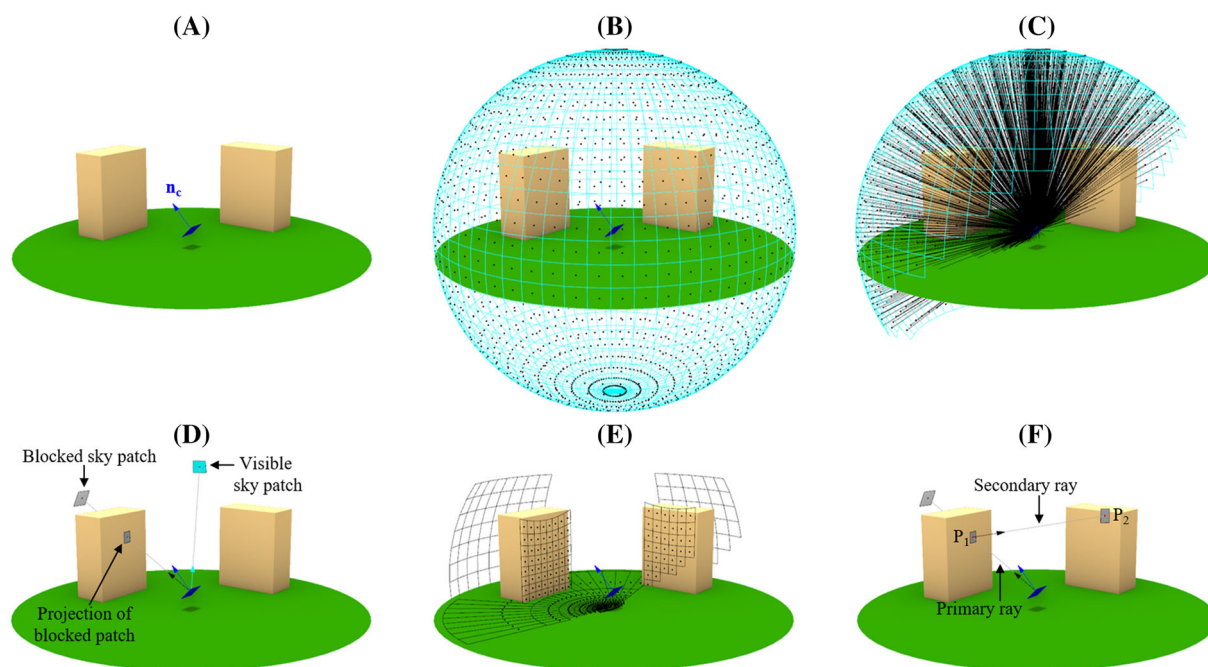 (A)
(B)
(C)
n_c
(D)
(E)
(F)
Blocked sky patch
Visible
sky patch
Projection of
blocked patch
Secondary ray
P_1
P_2
Primary ray